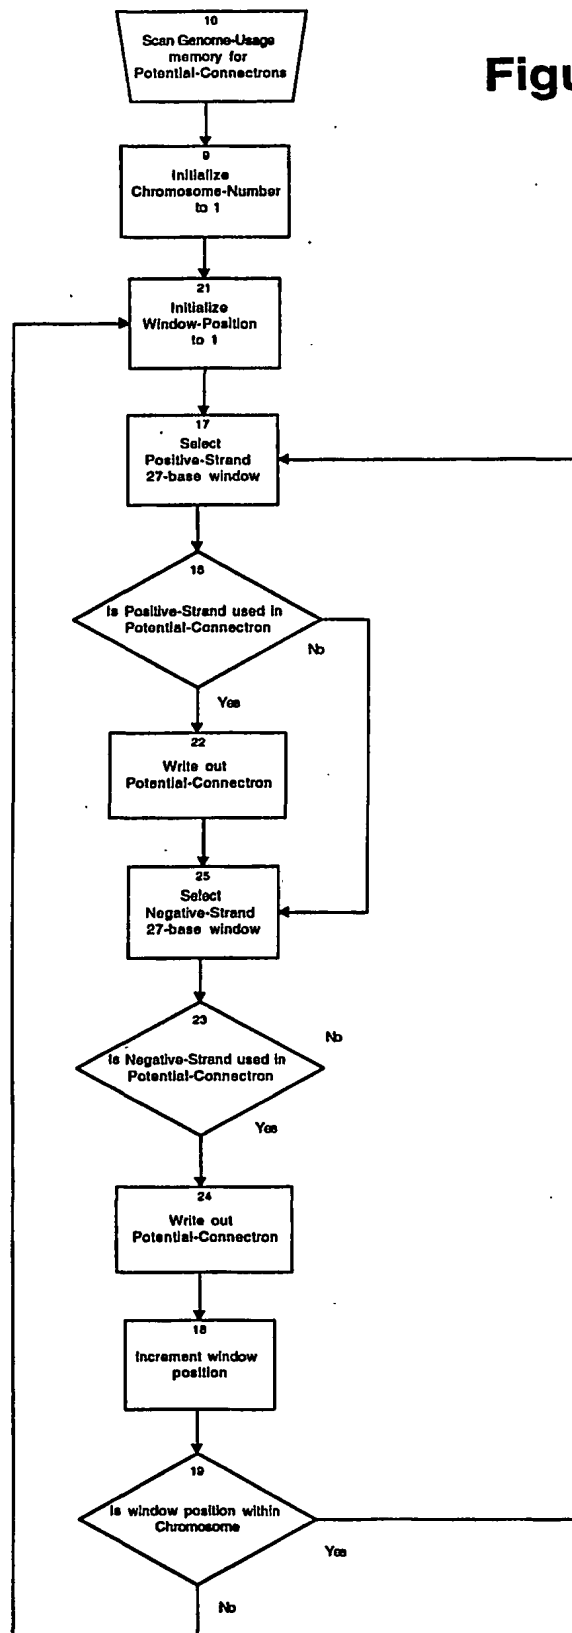 10
Scan Genome-Usage
memory for
Potential-Connectrons
Figu
9
Initialize
Chromosome-Number
to 1
21
Initialize
Window-Position
to 1
17
Select
Positive-Strand
27-base window
Is Positive-Strand used in
Potential-Connectron
No
Yes
22
Write out
Potential-Connectron
25
Select
Negative-Strand
27-base window
23
No
Is Negative-Strand used in
Potential-Connectron
Yes
24
Write out
Potential-Connectron
18
Increment window
position
19
Is window position within
Chromosome
Yes
No